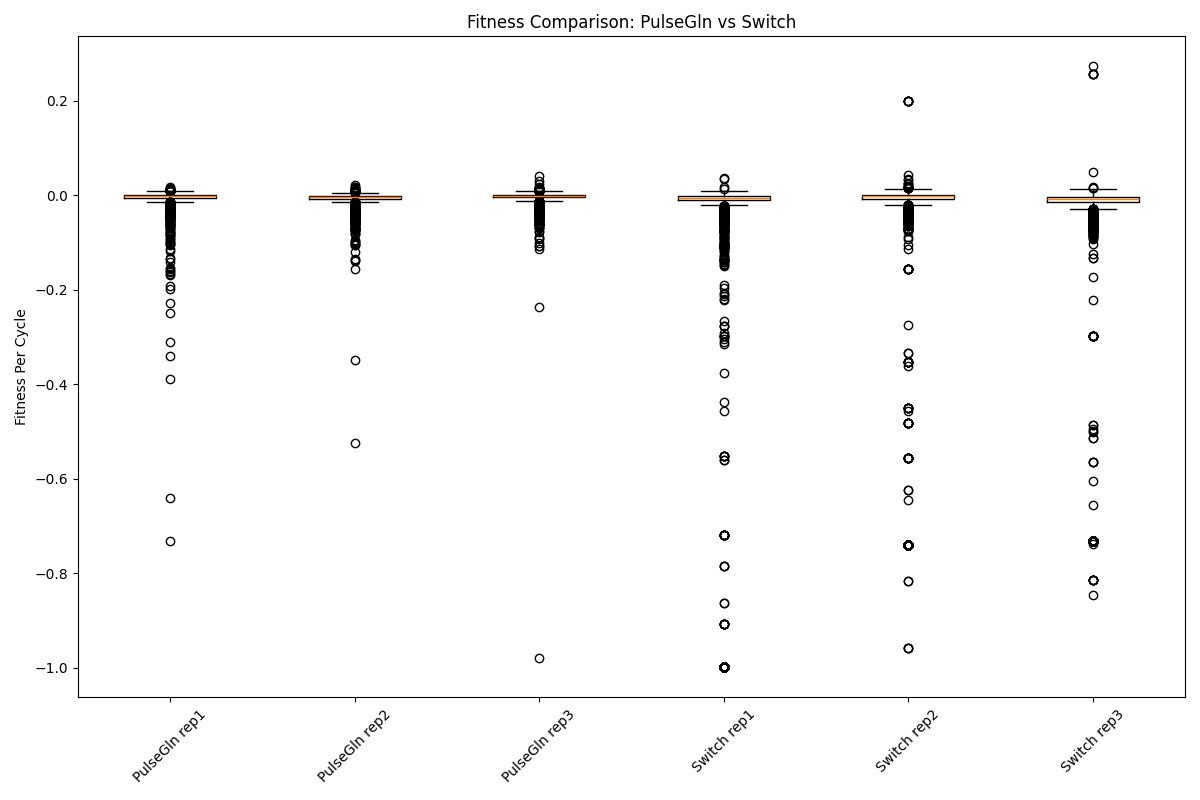 Fitness Comparison: PulseGln vs Switch
Fitness Per Cycle
0.2
0.0
−0.2
−0.4
−0.6
−0.8
−1.0
PulseGln rep1
PulseGln rep2
PulseGln rep3
Switch rep1
Switch rep2
Switch rep3